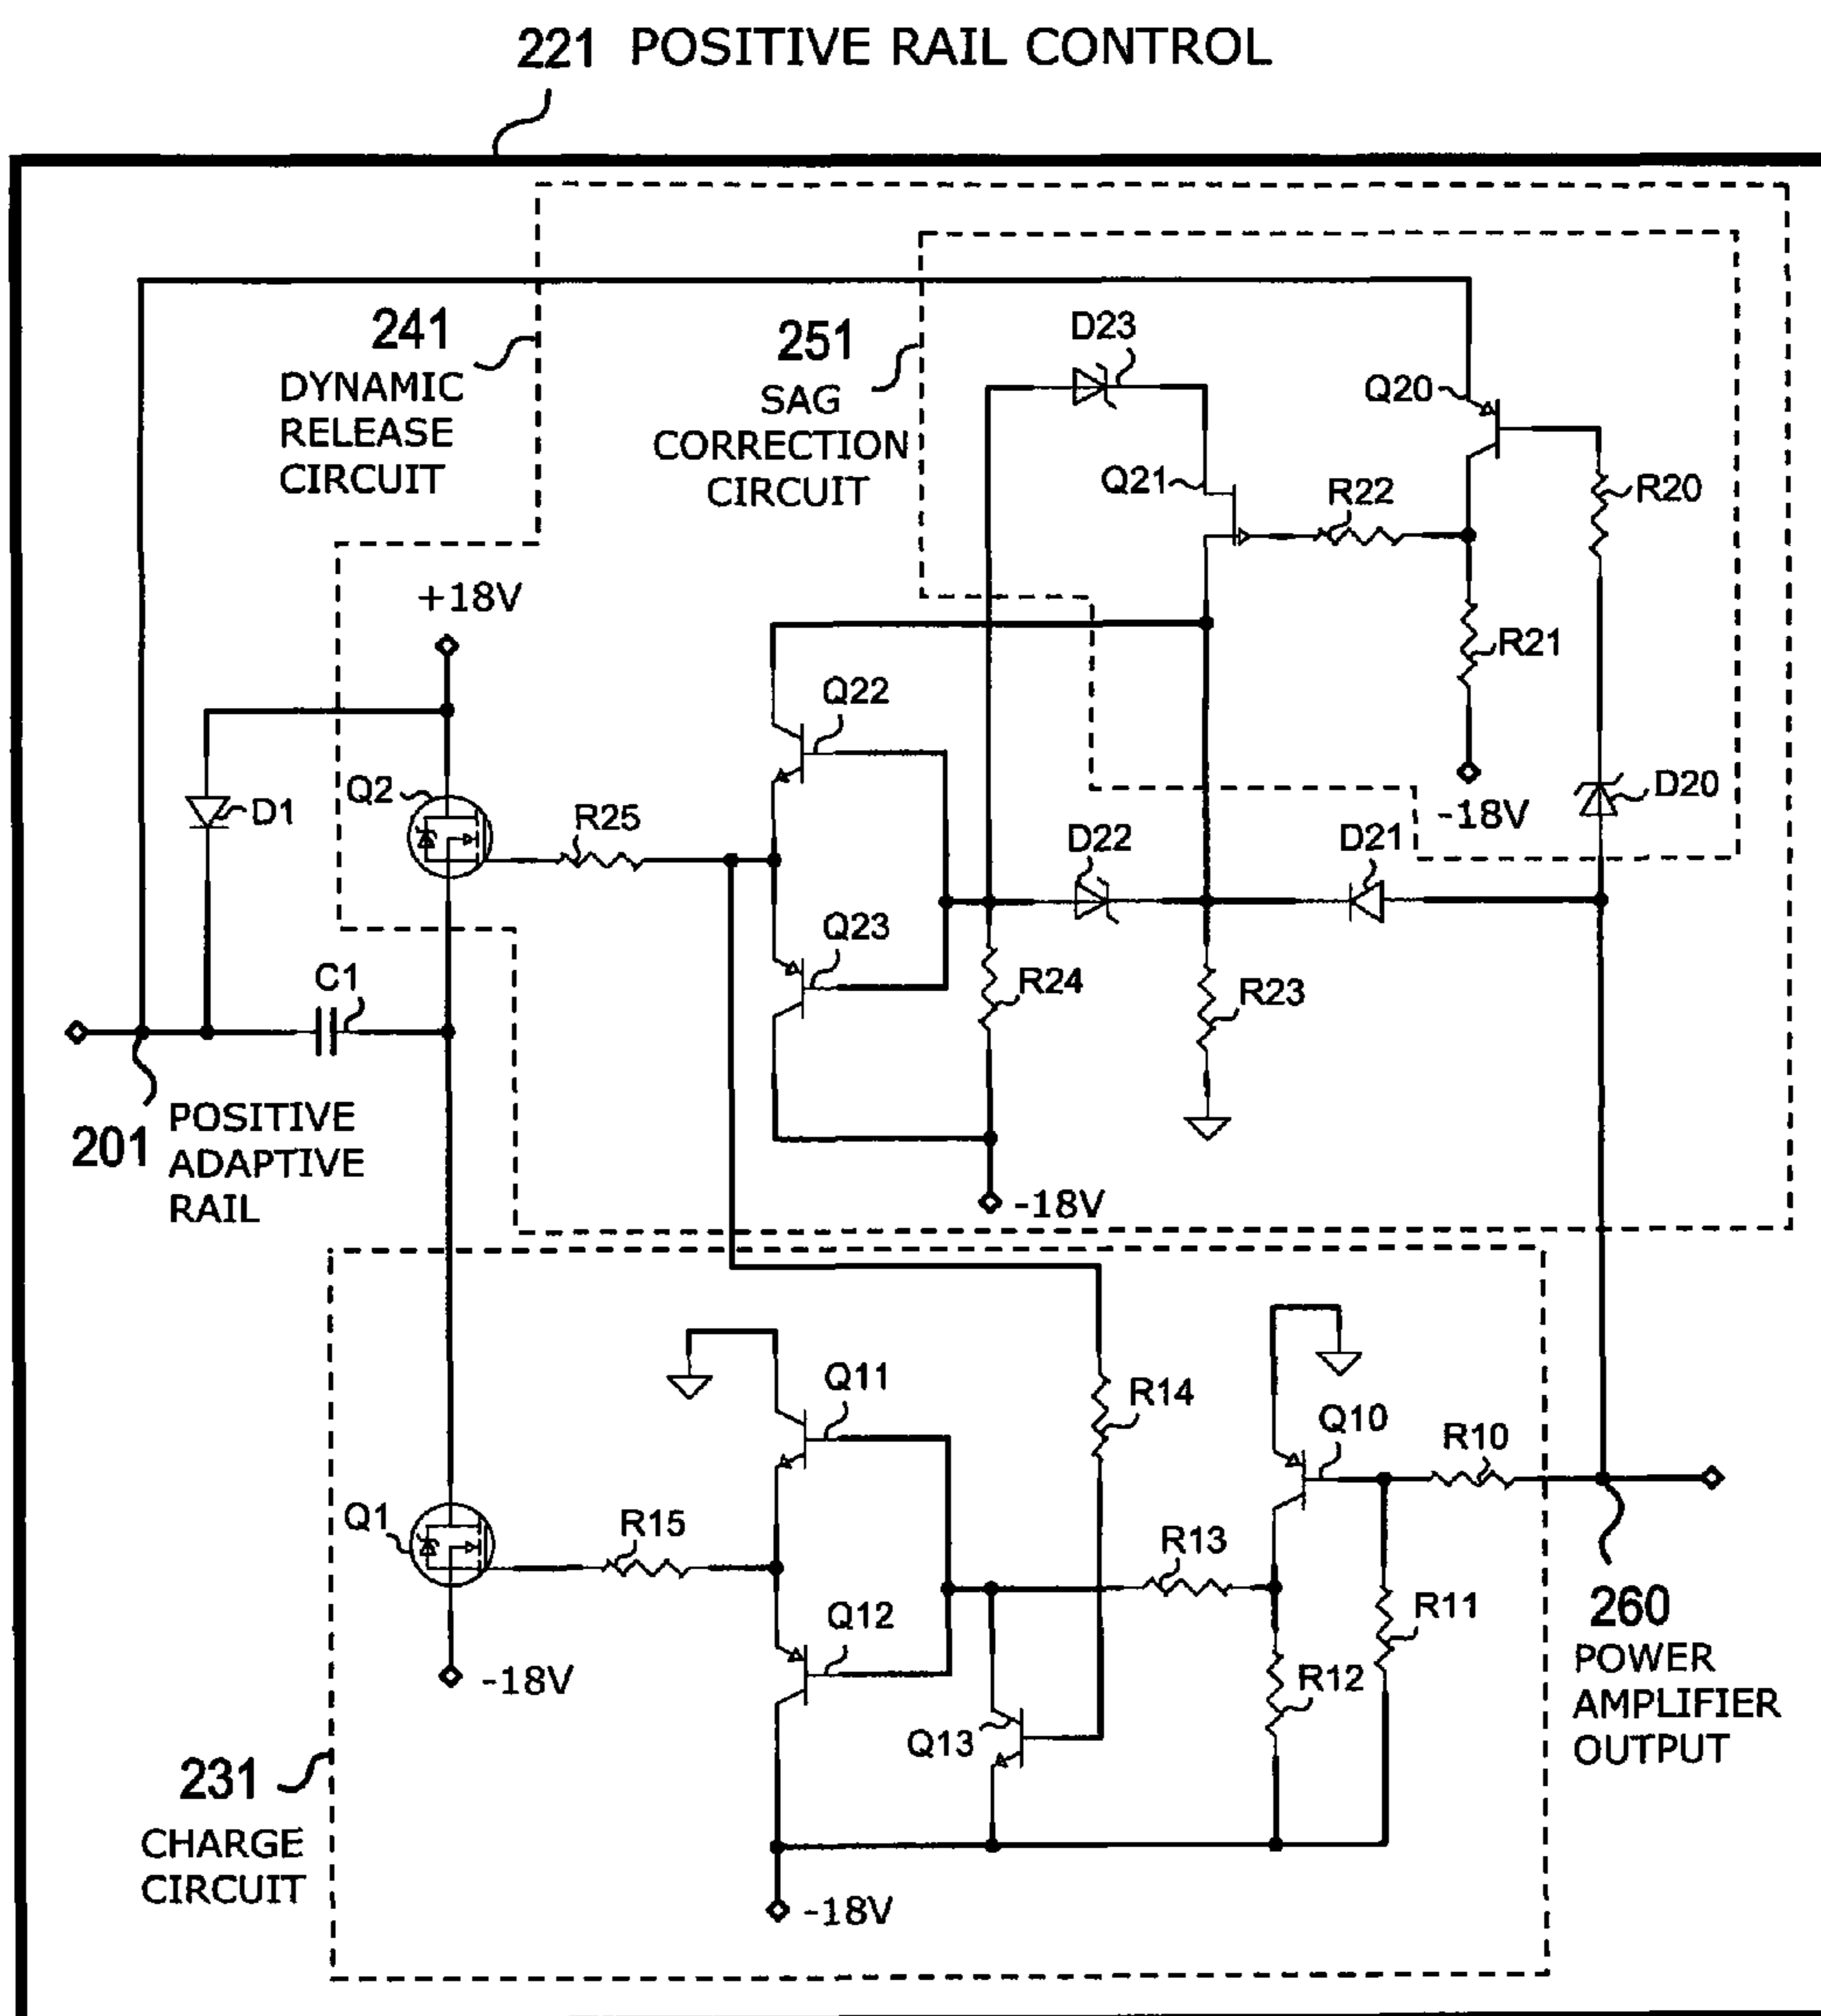 221 POSITIVE RAIL CONTROL
241
DYNAMIC
RELEASE
CIRCUIT
251
SAG
CORRECTION
CIRCUIT
D23
Q20
Q21
R22
R20
+18V
R21
Q22
D1
Q2
R25
D22
D21
-18V
D20
Q23
C1
R24
R23
201
POSITIVE
ADAPTIVE
RAIL
-18V
Q11
R14
Q10
R10
Q1
R15
R13
Q12
R11
-18V
R12
Q13
260
POWER
AMPLIFIER
OUTPUT
231
CHARGE
CIRCUIT
-18V